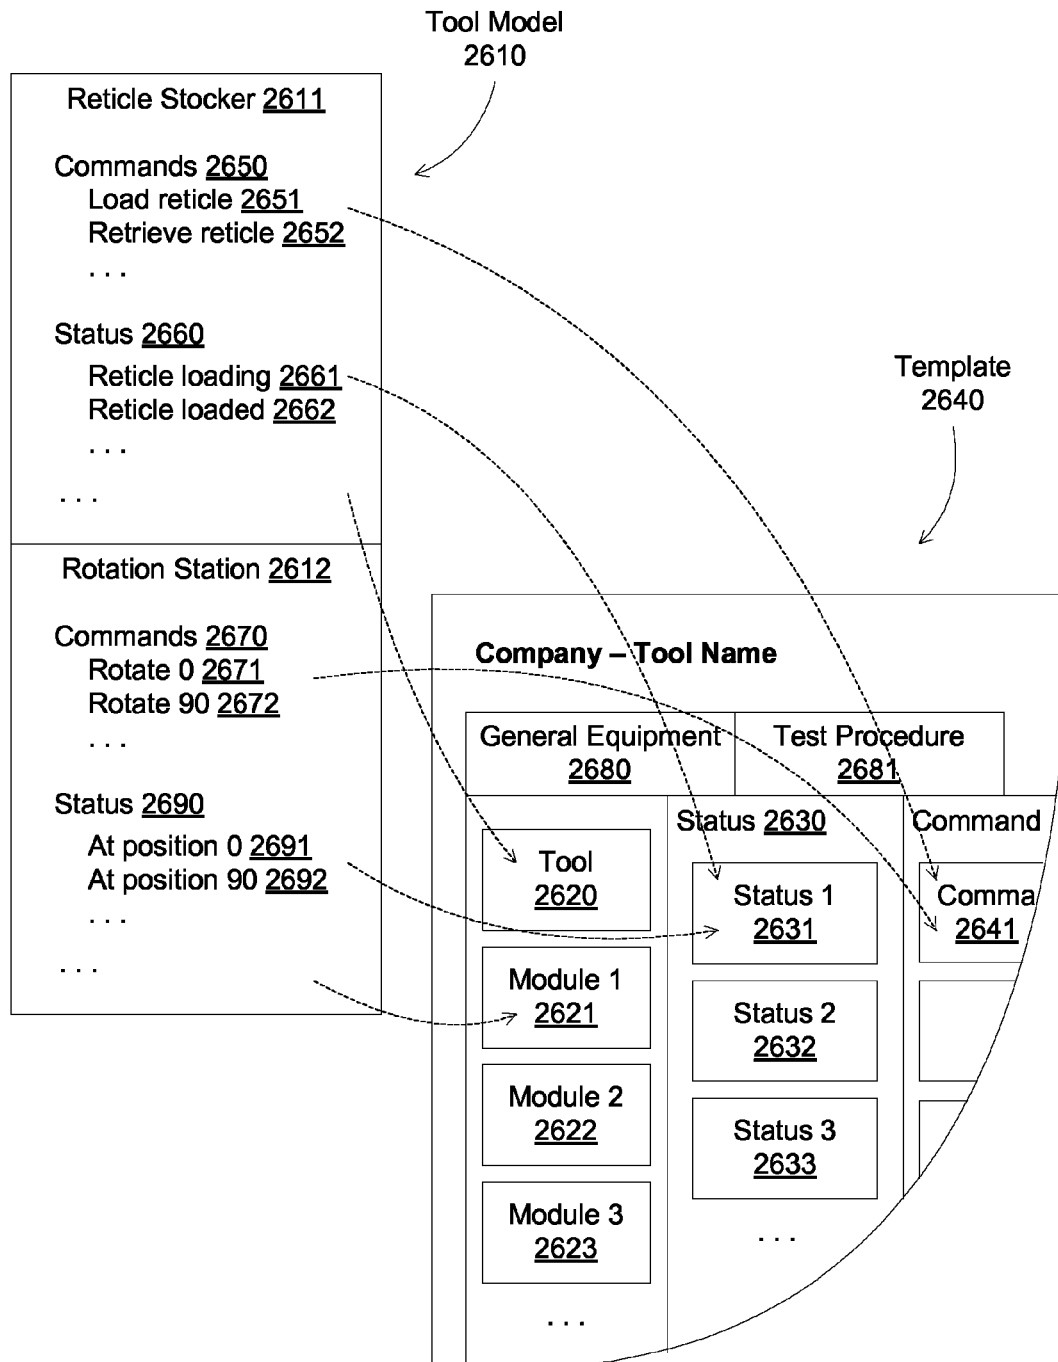 Tool Model
2610
Reticle Stocker 2611
Commands 2650
Load reticle 2651
Retrieve reticle 2652
. . .
Status 2660
Reticle loading 2661
Reticle loaded 2662
. . .
. . .
Template
2640
Rotation Station 2612
Commands 2670
Rotate 0 2671
Rotate 90 2672
. . .
Status 2690
At position 0 2691
At position 90 2692
. . .
. . .
Company – Tool Name
General Equipment
2680
Test Procedure
2681
Tool
2620
Module 1
2621
Module 2
2622
Module 3
2623
. . .
Status 2630
Status 1
2631
Status 2
2632
Status 3
2633
. . .
Command
Comma
2641